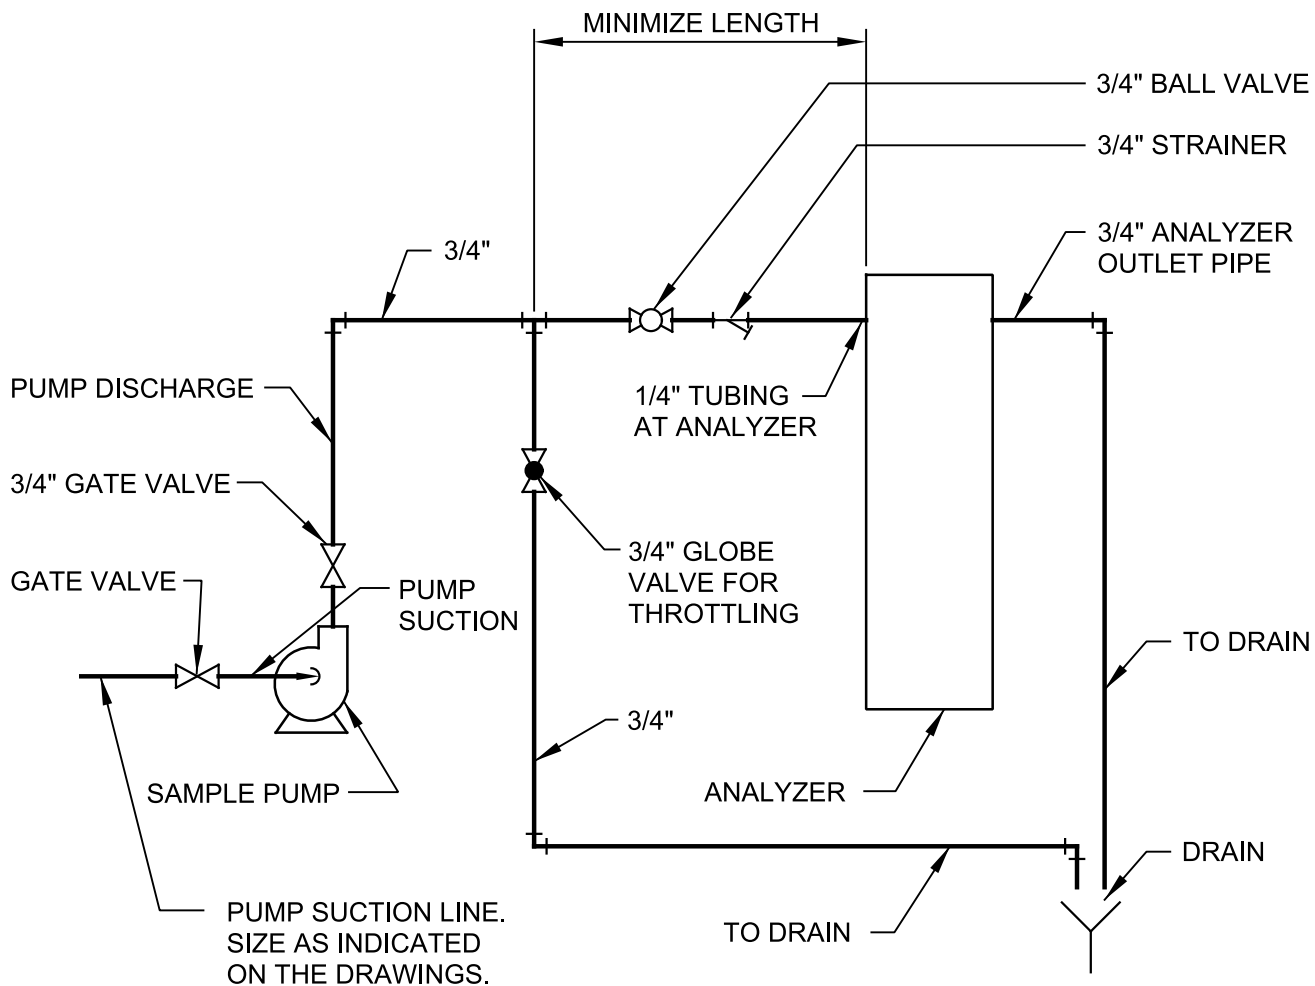 MINIMIZE LENGTH
3/4" BALL VALVE
3/4" STRAINER
3/4" ANALYZER
OUTLET PIPE
3/4"
PUMP DISCHARGE
1/4" TUBING
AT ANALYZER
3/4" GATE VALVE
3/4" GLOBE
VALVE FOR
THROTTLING
GATE VALVE
PUMP
SUCTION
TO DRAIN
3/4"
SAMPLE PUMP
ANALYZER
DRAIN
PUMP SUCTION LINE.
SIZE AS INDICATED
ON THE DRAWINGS.
TO DRAIN